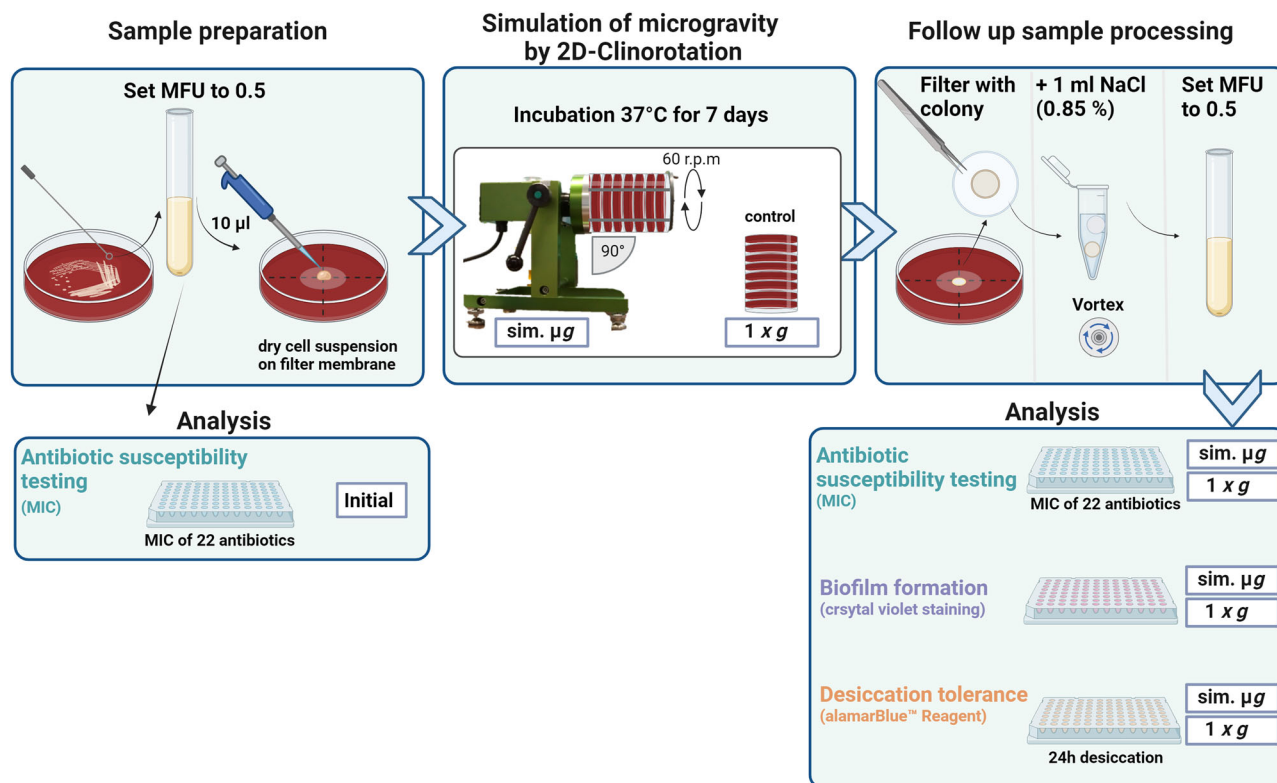 Sample preparation
Set MFU to 0.5
10 µl
dry cell suspension
on filter membrane
Simulation of microgravity
by 2D-Clinorotation
Incubation 37°C for 7 days
60 r.p.m
90°
control
sim. µg
1 x g
Follow up sample processing
Filter with
colony
+ 1 ml NaCl
(0.85 %)
Set MFU
to 0.5
Vortex
Analysis
Antibiotic susceptibility
testing
(MIC)
Initial
MIC of 22 antibiotics
Analysis
Antibiotic
susceptibility testing
(MIC)
MIC of 22 antibiotics
sim. µg
1 x g
Biofilm formation
(crsytal violet staining)
sim. µg
1 x g
Desiccation tolerance
(alamarBlue™ Reagent)
24h desiccation
sim. µg
1 x g